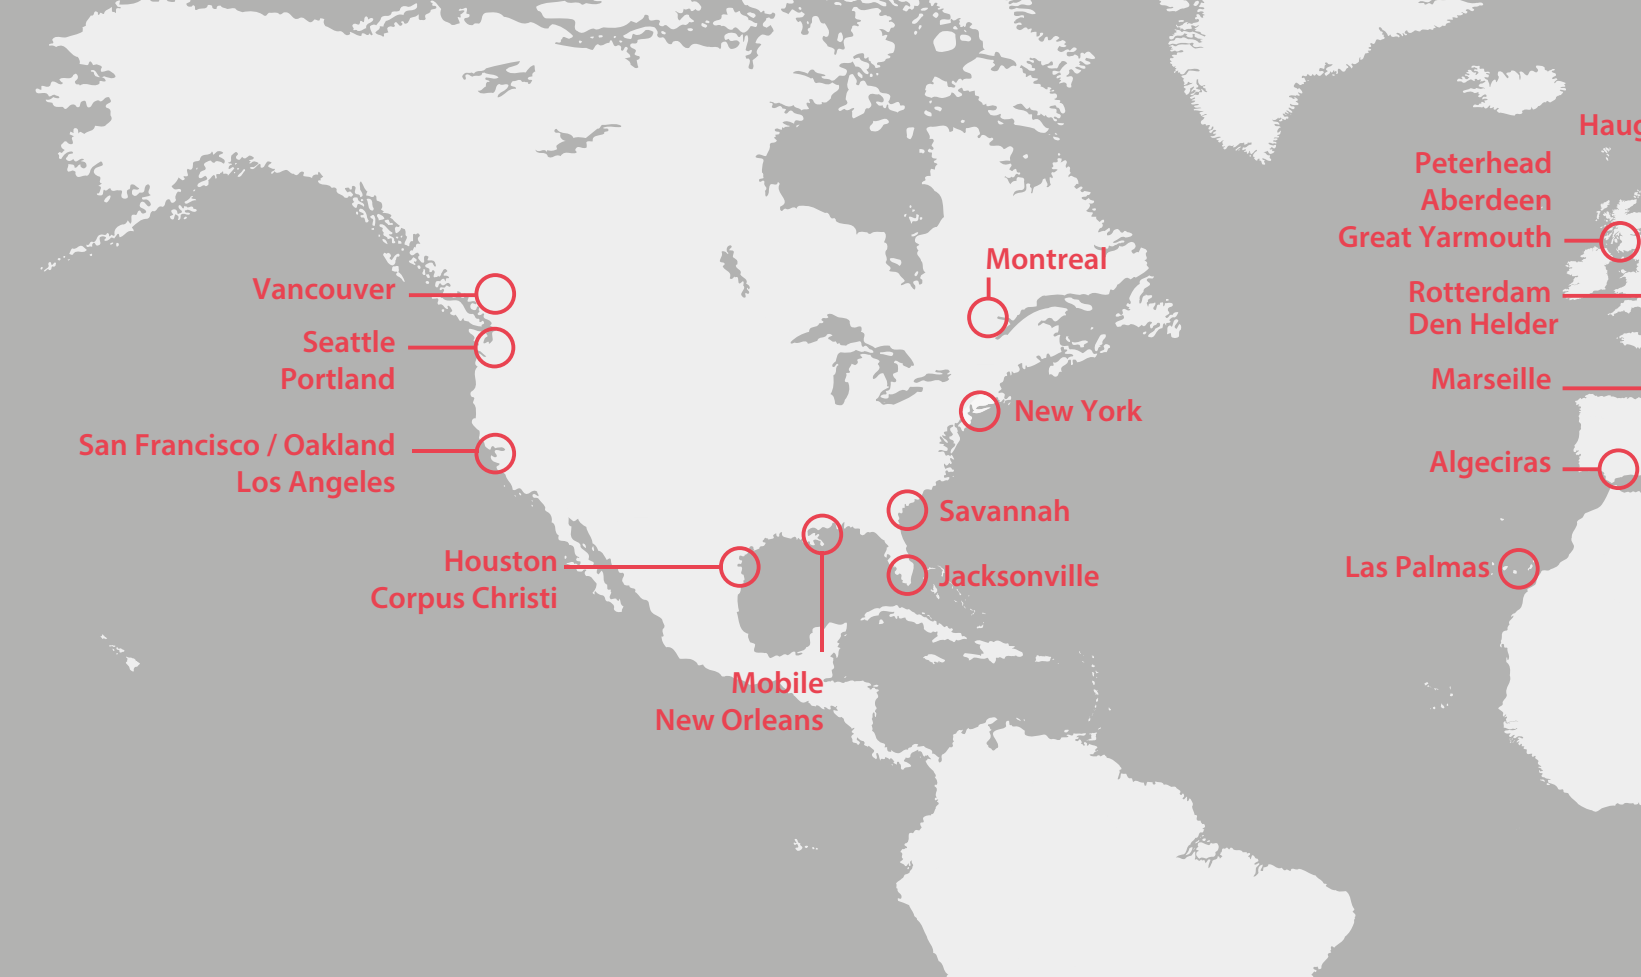 Haug
Peterhead
Aberdeen
Great Yarmouth
Montreal
Vancouver
Rotterdam
Den Helder
Seattle
Portland
Marseille
New York
San Francisco / Oakland
Los Angeles
Algeciras
Savannah
Houston
Corpus Christi
Jacksonville
Las Palmas
Mobile
New Orleans